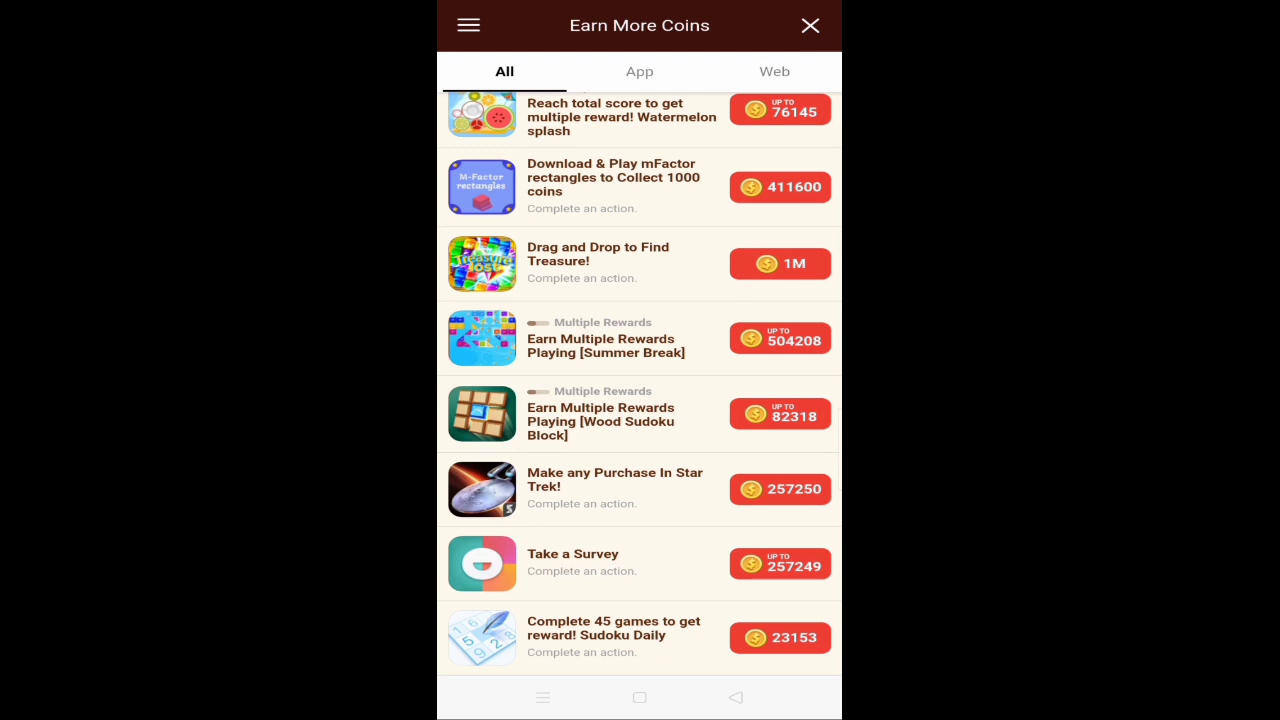 Earn More Coins
All
App
Web
Reach total score to get
multiple reward! Watermelon
splash
UP TO
76145
M-Factor
rectangles
Download & Play mFactor
rectangles to Collect 1000
coins
Complete an action.
411600
Treasure
lost
Drag and Drop to Find
Treasure!
Complete an action.
1M
Multiple Rewards
Earn Multiple Rewards
Playing [Summer Break]
UP TO
504208
Multiple Rewards
Earn Multiple Rewards
Playing [Wood Sudoku
Block]
UP TO
82318
Make any Purchase In Star
Trek!
Complete an action.
257250
Take a Survey
Complete an action.
UP TO
257249
Complete 45 games to get
reward! Sudoku Daily
Complete an action.
23153